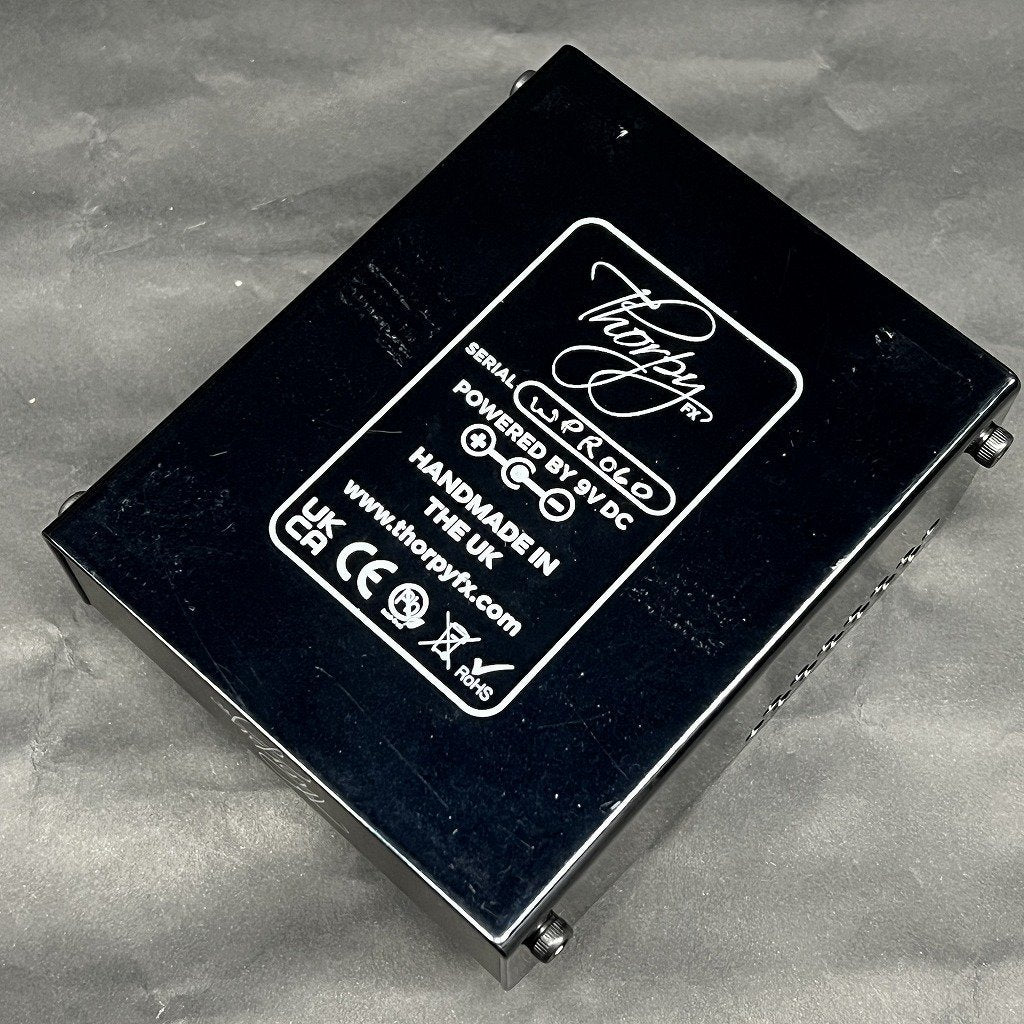 Thorpy FX
SERIAL WPR060
POWERED BY 9V DC
HANDMADE IN
THE UK
www.thorpyfx.com
UK
CA
CE
Pb
RoHS